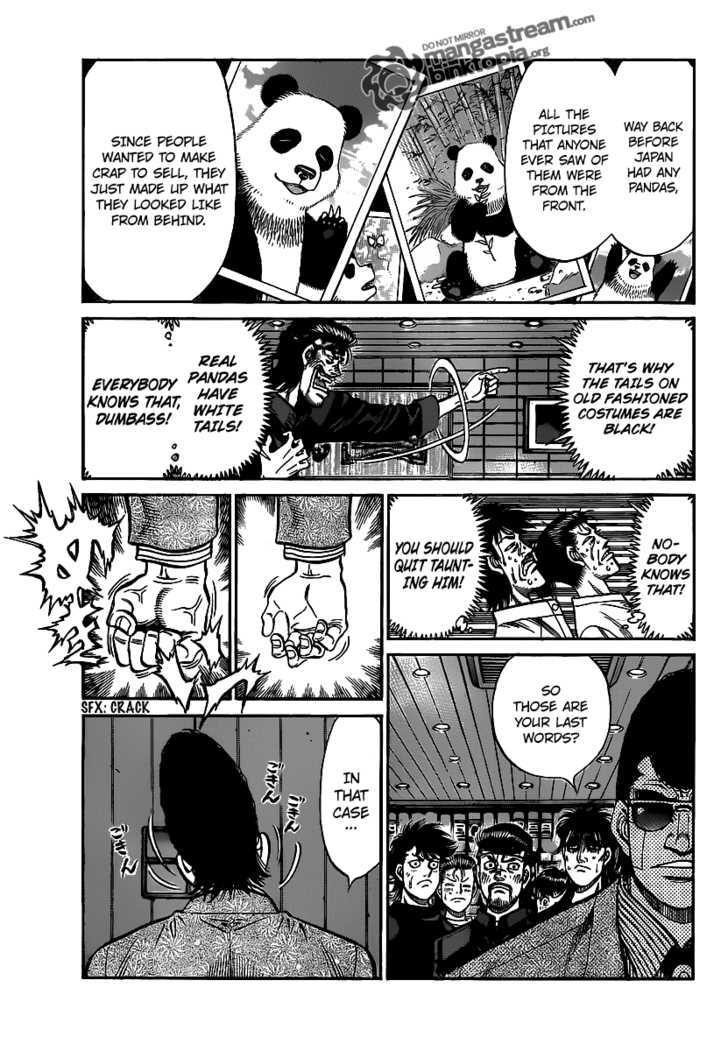 DO NOT MIRROR
mangastream.com
binktopia.org
WAY BACK
BEFORE
JAPAN
HAD ANY
PANDAS,
ALL THE
PICTURES
THAT ANYONE
EVER SAW OF
THEM WERE
FROM THE
FRONT.
SINCE PEOPLE
WANTED TO MAKE
CRAP TO SELL, THEY
JUST MADE UP WHAT
THEY LOOKED LIKE
FROM BEHIND.
THAT'S WHY
THE TAILS ON
OLD FASHIONED
COSTUMES ARE
BLACK!
REAL
PANDAS
HAVE
WHITE
TAILS!
EVERYBODY
KNOWS THAT,
DUMBASS!
NO-
BODY
KNOWS
THAT!
YOU SHOULD
QUIT TAUNT-
ING HIM!
SFX: CRACK
SO
THOSE ARE
YOUR LAST
WORDS?
IN
THAT
CASE
...